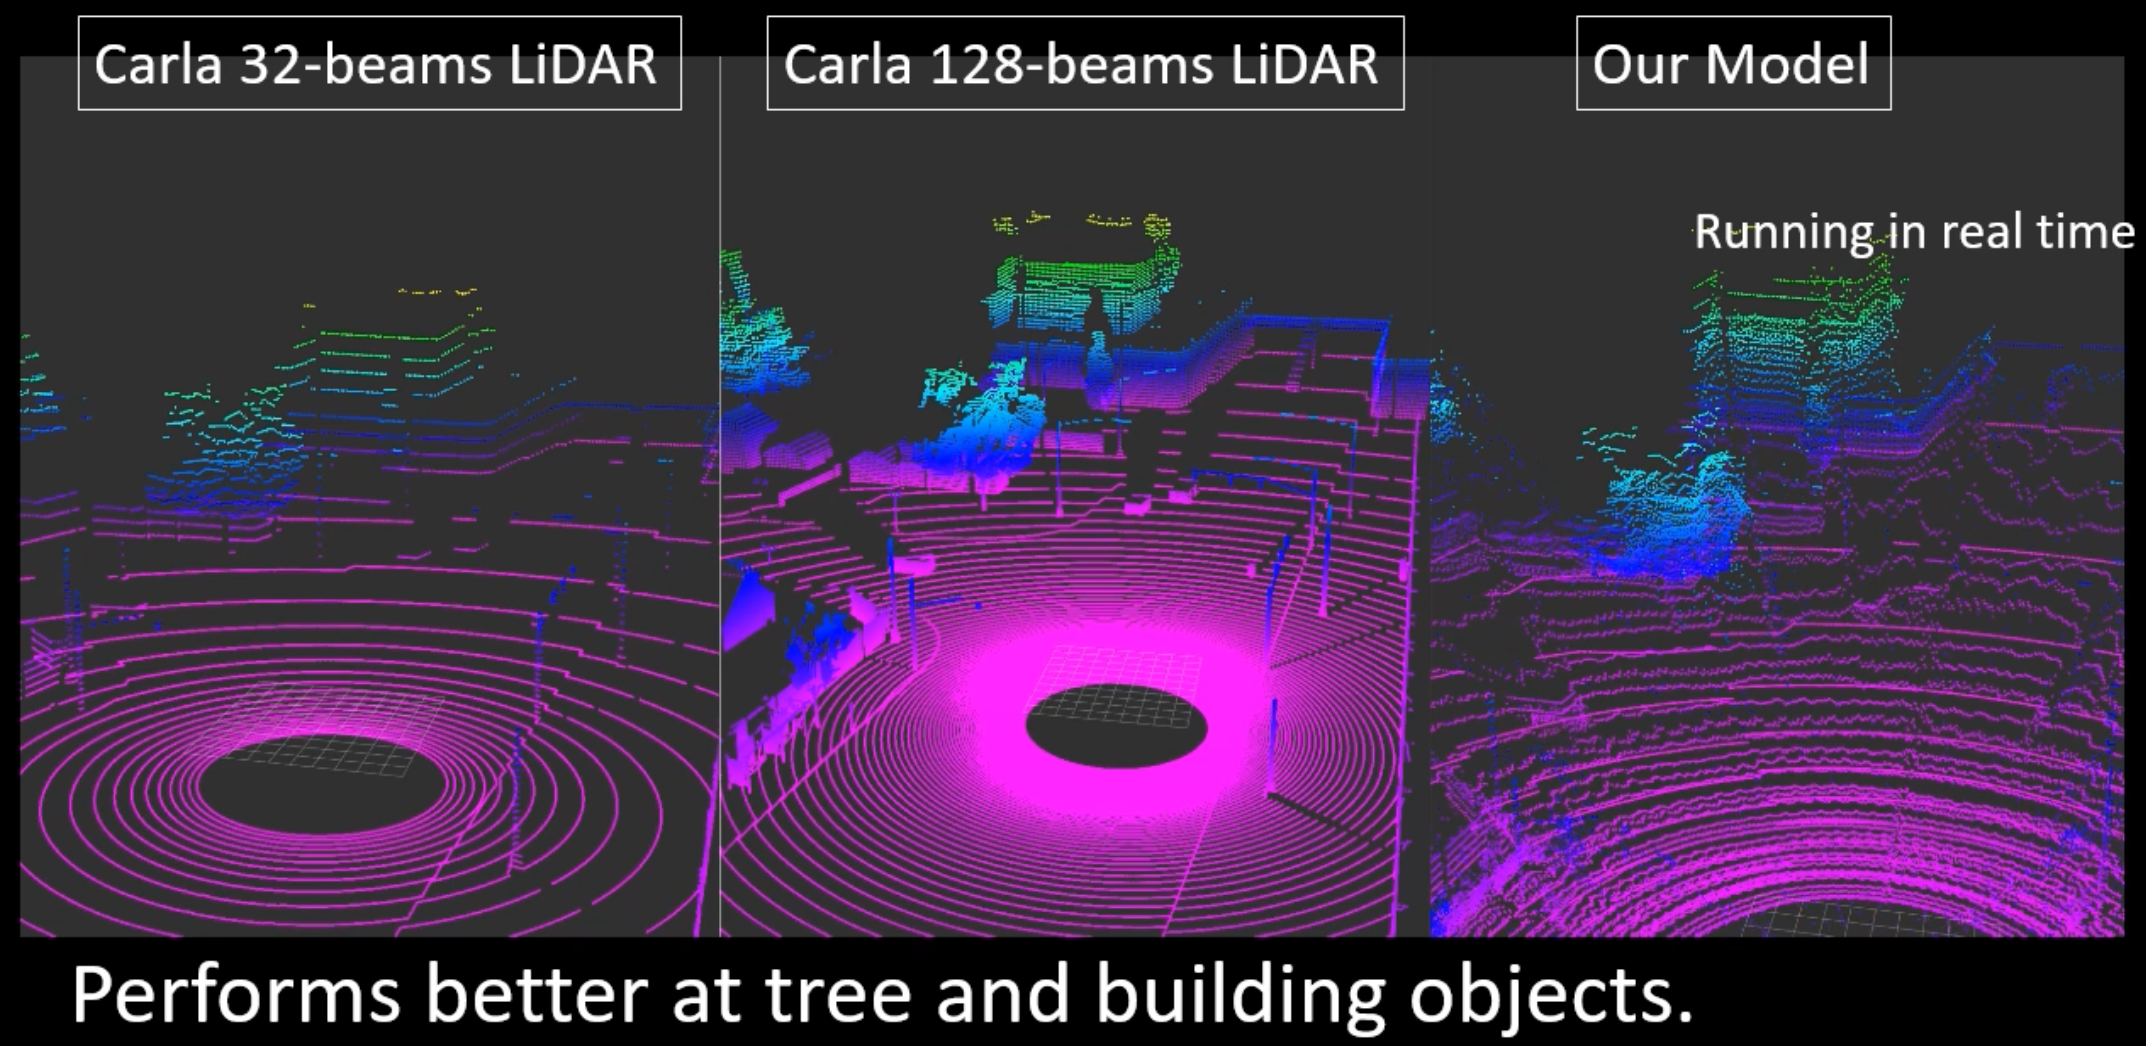 Carla 32-beams LiDAR
Carla 128-beams LiDAR
Our Model
Running in real time
Performs better at tree and building objects.